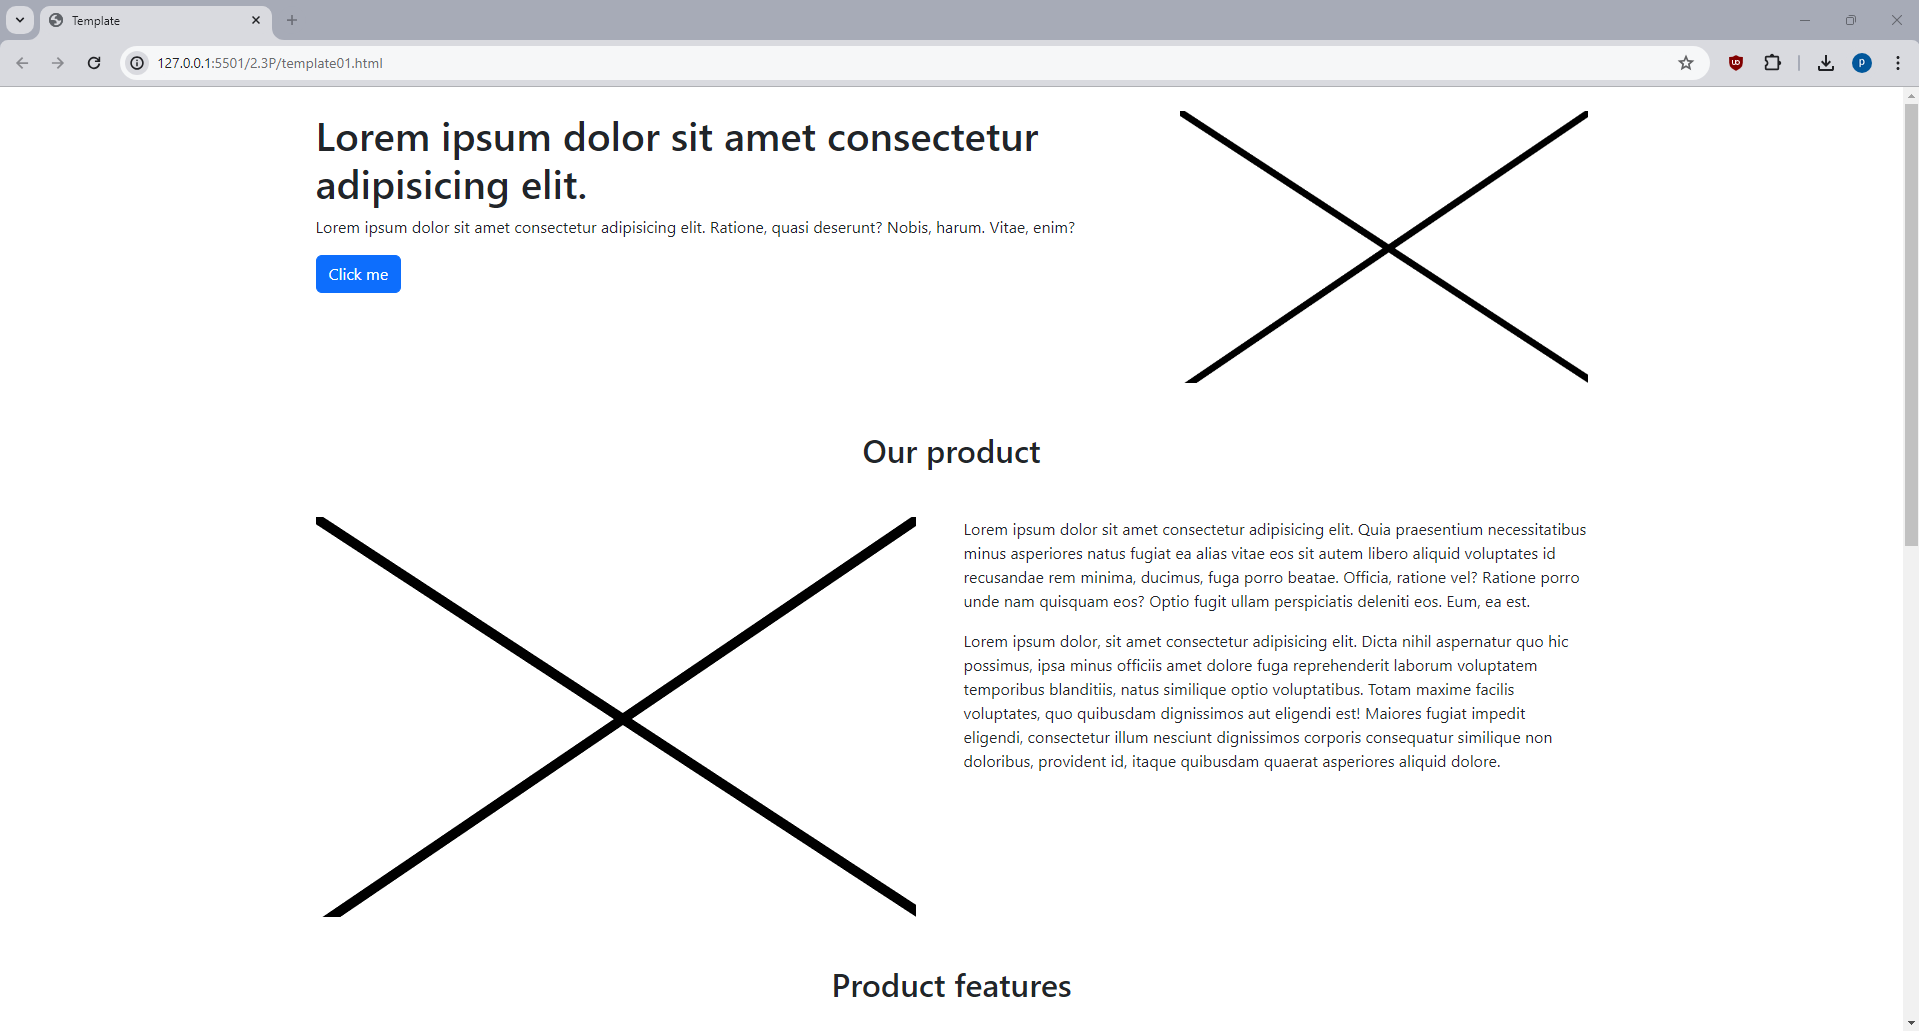 Template
127.0.0.1:5501/2.3P/template01.html
p
Lorem ipsum dolor sit amet consectetur
adipisicing elit.
Lorem ipsum dolor sit amet consectetur adipisicing elit. Ratione, quasi deserunt? Nobis, harum. Vitae, enim?
Click me
Our product
Lorem ipsum dolor sit amet consectetur adipisicing elit. Quia praesentium necessitatibus
minus asperiores natus fugiat ea alias vitae eos sit autem libero aliquid voluptates id
recusandae rem minima, ducimus, fuga porro beatae. Officia, ratione vel? Ratione porro
unde nam quisquam eos? Optio fugit ullam perspiciatis deleniti eos. Eum, ea est.
Lorem ipsum dolor, sit amet consectetur adipisicing elit. Dicta nihil aspernatur quo hic
possimus, ipsa minus officiis amet dolore fuga reprehenderit laborum voluptatem
temporibus blanditiis, natus similique optio voluptatibus. Totam maxime facilis
voluptates, quo quibusdam dignissimos aut eligendi est! Maiores fugiat impedit
eligendi, consectetur illum nesciunt dignissimos corporis consequatur similique non
doloribus, provident id, itaque quibusdam quaerat asperiores aliquid dolore.
Product features